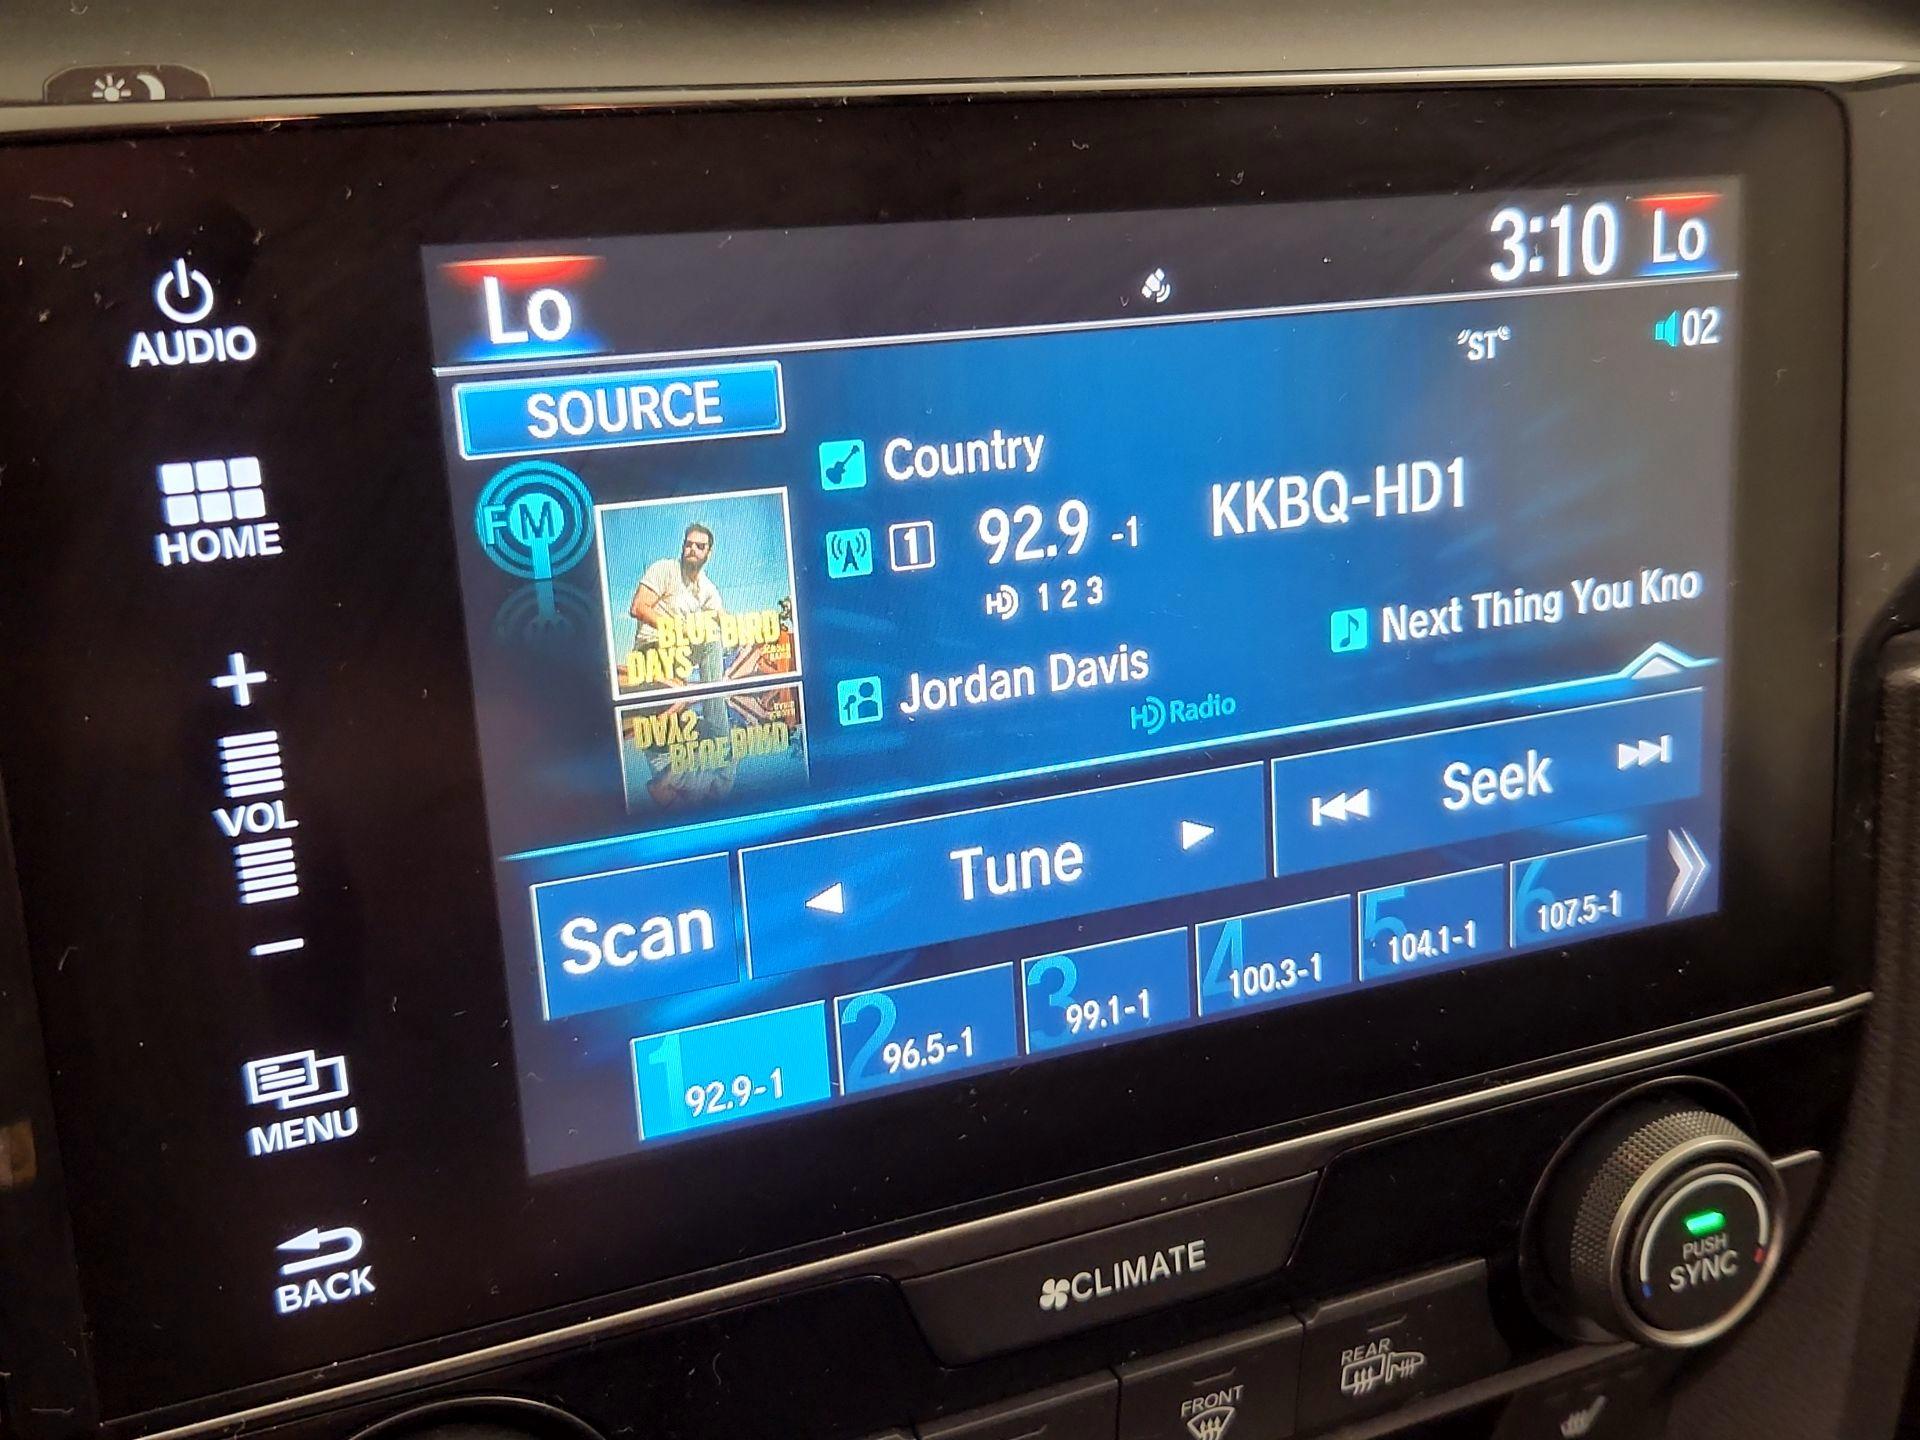 AUDIO
HOME
+
VOL
−
MENU
BACK
Lo
3:10 Lo
"ST"
02
SOURCE
FM
BLUEBIRD
DAYS
Country
1 92.9 -1
KKBQ-HD1
HD 1 2 3
Next Thing You Kno
Jordan Davis
HD Radio
Scan
Tune
Seek
1 92.9-1
2 96.5-1
3 99.1-1
4 100.3-1
5 104.1-1
6 107.5-1
CLIMATE
PUSH
SYNC
FRONT
REAR